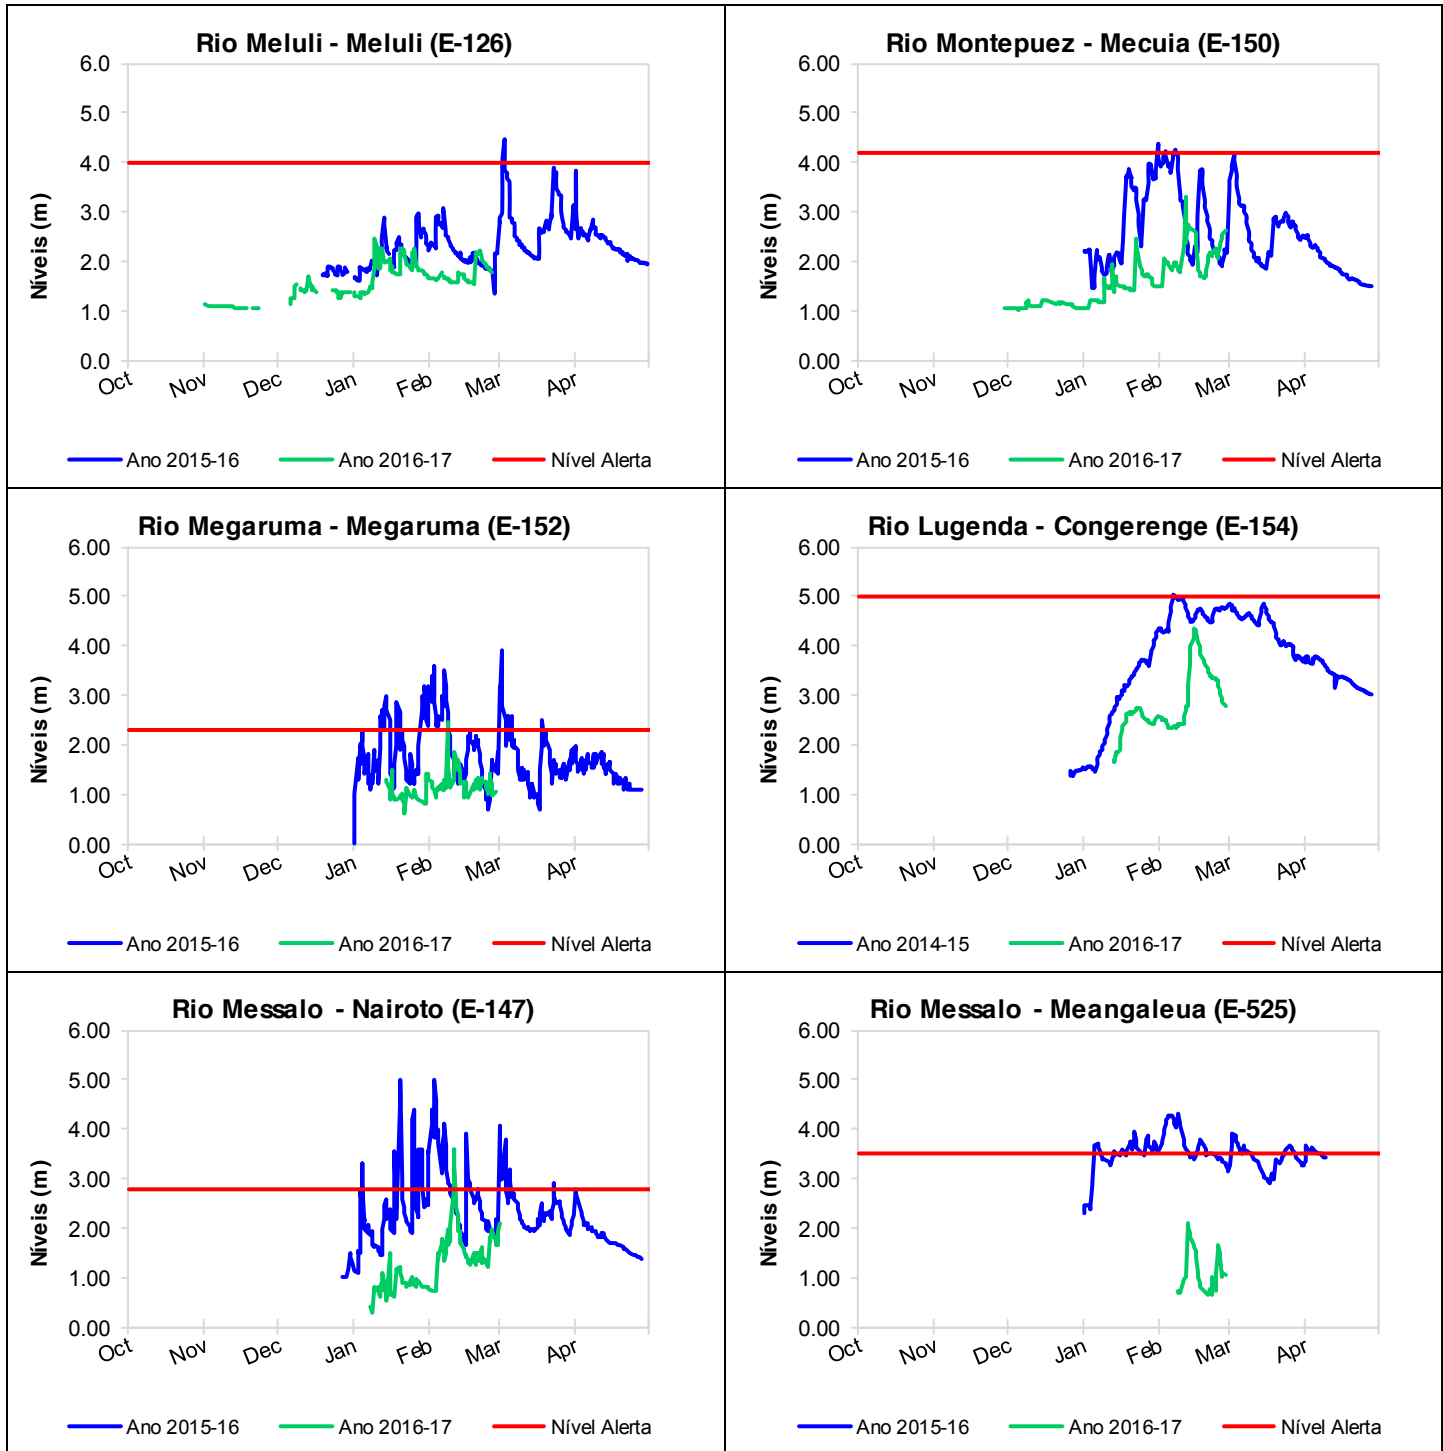 Rio Meluli - Meluli (E-126)
Níveis (m)
6.0
5.0
4.0
3.0
2.0
1.0
0.0
Oct Nov Dec Jan Feb Mar Apr
Ano 2015-16 Ano 2016-17 Nível Alerta
Rio Montepuez - Mecuia (E-150)
Níveis (m)
6.00
5.00
4.00
3.00
2.00
1.00
0.00
Oct Nov Dec Jan Feb Mar Apr
Ano 2015-16 Ano 2016-17 Nível Alerta
Rio Megaruma - Megaruma (E-152)
Níveis (m)
6.00
5.00
4.00
3.00
2.00
1.00
0.00
Oct Nov Dec Jan Feb Mar Apr
Ano 2015-16 Ano 2016-17 Nível Alerta
Rio Lugenda - Congerenge (E-154)
Níveis (m)
6.00
5.00
4.00
3.00
2.00
1.00
0.00
Oct Nov Dec Jan Feb Mar Apr
Ano 2014-15 Ano 2016-17 Nível Alerta
Rio Messalo - Nairoto (E-147)
Níveis (m)
6.00
5.00
4.00
3.00
2.00
1.00
0.00
Oct Nov Dec Jan Feb Mar Apr
Ano 2015-16 Ano 2016-17 Nível Alerta
Rio Messalo - Meangaleua (E-525)
Níveis (m)
6.00
5.00
4.00
3.00
2.00
1.00
0.00
Oct Nov Dec Jan Feb Mar Apr
Ano 2015-16 Ano 2016-17 Nível Alerta